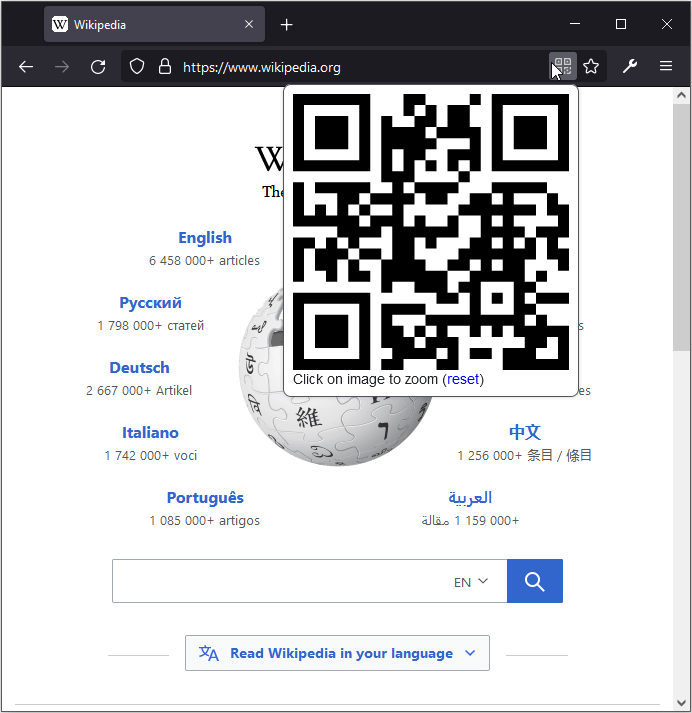 W Wikipedia
https://www.wikipedia.org
W
The
English
6 458 000+ articles
Русский
1 798 000+ статей
Deutsch
2 667 000+ Artikel
Italiano
1 742 000+ voci
Português
1 085 000+ artigos
Click on image to zoom (reset)
中文
1 256 000+ 条目 / 條目
العربية
1 159 000+ مقالة
維
EN
Read Wikipedia in your language